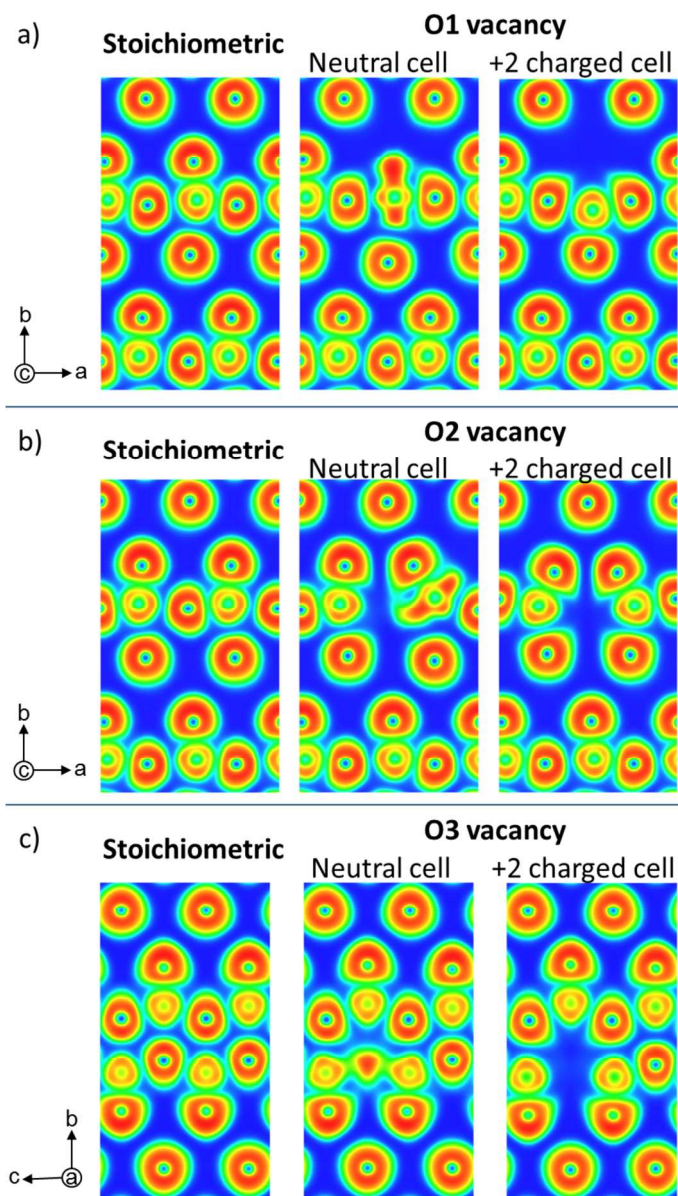 a)
Stoichiometric
O1 vacancy
Neutral cell
+2 charged cell
b
c
a
b)
Stoichiometric
O2 vacancy
Neutral cell
+2 charged cell
b
c
a
c)
Stoichiometric
O3 vacancy
Neutral cell
+2 charged cell
b
c
a